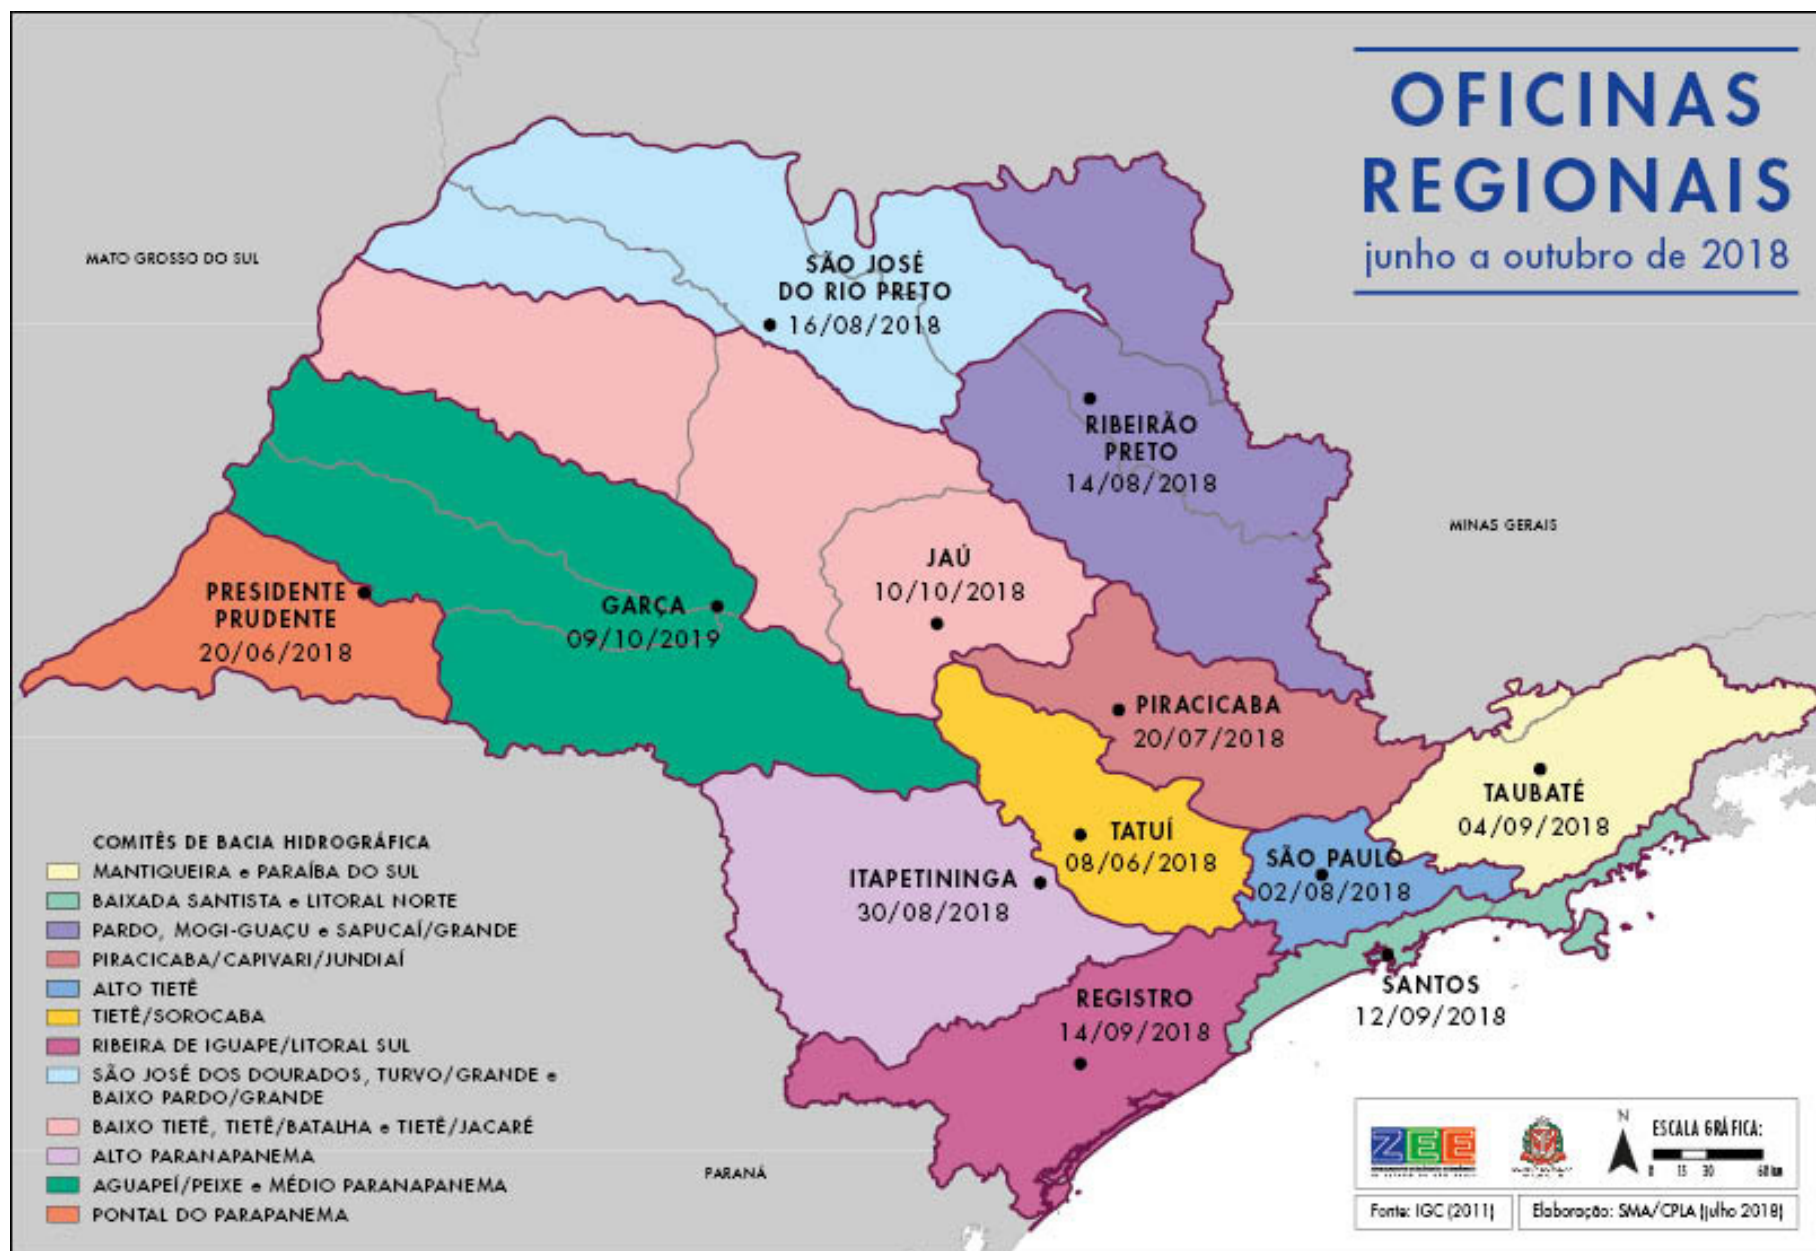 OFICINAS
REGIONAIS
junho a outubro de 2018
MATO GROSSO DO SUL
SÃO JOSÉ
DO RIO PRETO
16/08/2018
RIBEIRÃO
PRETO
14/08/2018
MINAS GERAIS
JAÚ
10/10/2018
PRESIDENTE
PRUDENTE
20/06/2018
GARÇA
09/10/2019
PIRACICABA
20/07/2018
TAUBATÉ
04/09/2018
TATUÍ
08/06/2018
SÃO PAULO
02/08/2018
ITAPETININGA
30/08/2018
SANTOS
12/09/2018
REGISTRO
14/09/2018
PARANÁ
COMITÊS DE BACIA HIDROGRÁFICA
MANTIQUEIRA e PARAÍBA DO SUL
BAIXADA SANTISTA e LITORAL NORTE
PARDO, MOGI-GUAÇU e SAPUCAÍ/GRANDE
PIRACICABA/CAPIVARI/JUNDIAÍ
ALTO TIETÊ
TIETÊ/SOROCABA
RIBEIRA DE IGUAPE/LITORAL SUL
SÃO JOSÉ DOS DOURADOS, TURVO/GRANDE e
BAIXO PARDO/GRANDE
BAIXO TIETÊ, TIETÊ/BATALHA e TIETÊ/JACARÉ
ALTO PARANAPANEMA
AGUAPEÍ/PEIXE e MÉDIO PARANAPANEMA
PONTAL DO PARAPANEMA
ZEE
N
ESCALA GRÁFICA:
0 15 30 60 km
Fonte: IGC (2011)
Elaboração: SMA/CPLA (julho 2018)